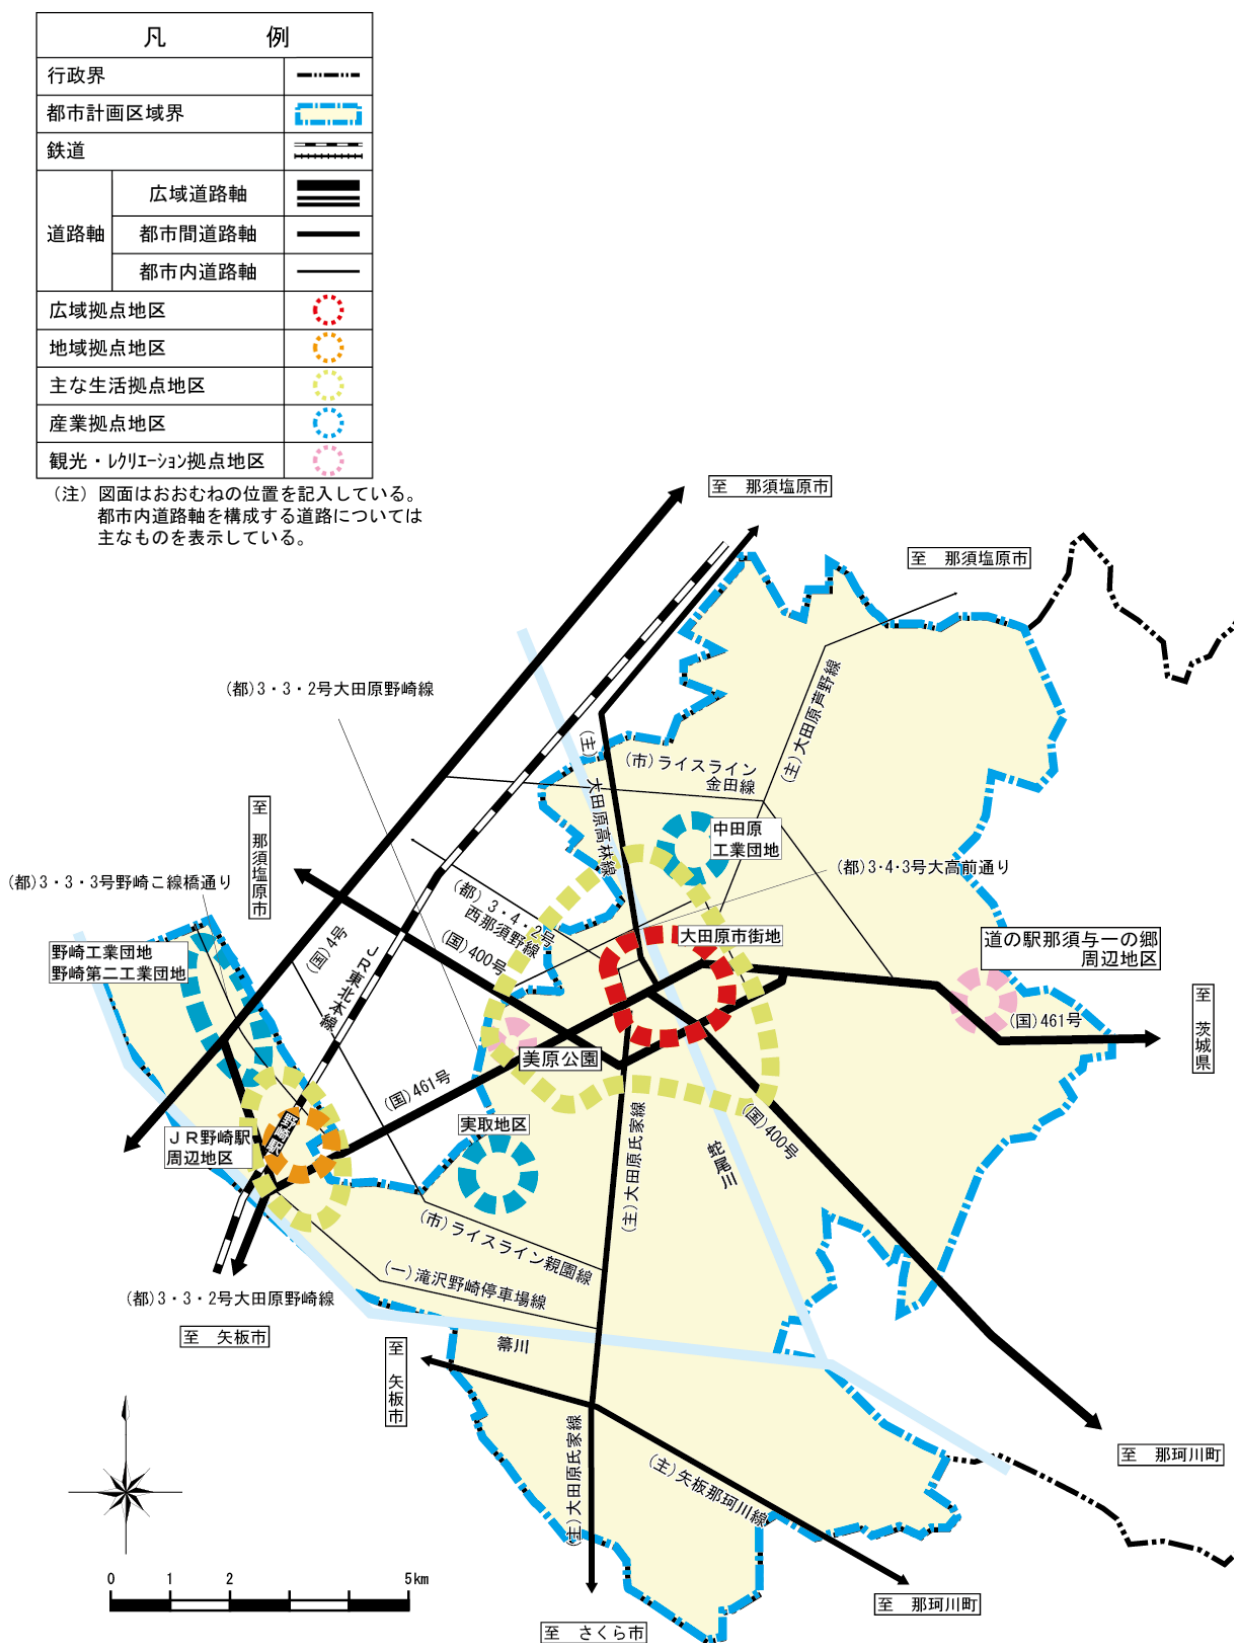 凡　　例
行政界
都市計画区域界
鉄道
道路軸
広域道路軸
都市間道路軸
都市内道路軸
広域拠点地区
地域拠点地区
主な生活拠点地区
産業拠点地区
観光・ﾚｸﾘｴｰｼｮﾝ拠点地区
（注）図面はおおむねの位置を記入している。
都市内道路軸を構成する道路については
主なものを表示している。
至　那須塩原市
至　那須塩原市
(都)3・3・2号大田原野崎線
(主)大田原芦野線
(主)大田原高林線
(市)ライスライン
金田線
至　那須塩原市
中田原
工業団地
(都)3・4・3号大高前通り
(都)3・3・3号野崎こ線橋通り
(都)3・4・2号
西那須野線
(国)4号
(国)400号
JR東北本線
大田原市街地
道の駅那須与一の郷
周辺地区
野崎工業団地
野崎第二工業団地
至　茨城県
(国)461号
美原公園
(国)461号
実取地区
(国)400号
ＪＲ野崎駅
周辺地区
野崎駅
蛇尾川
(主)大田原氏家線
(市)ライスライン親園線
(一)滝沢野崎停車場線
(都)3・3・2号大田原野崎線
至　矢板市
箒川
至　矢板市
(主)大田原氏家線
(主)矢板那珂川線
至　那珂川町
至　那珂川町
至　さくら市
0 1 2 5km